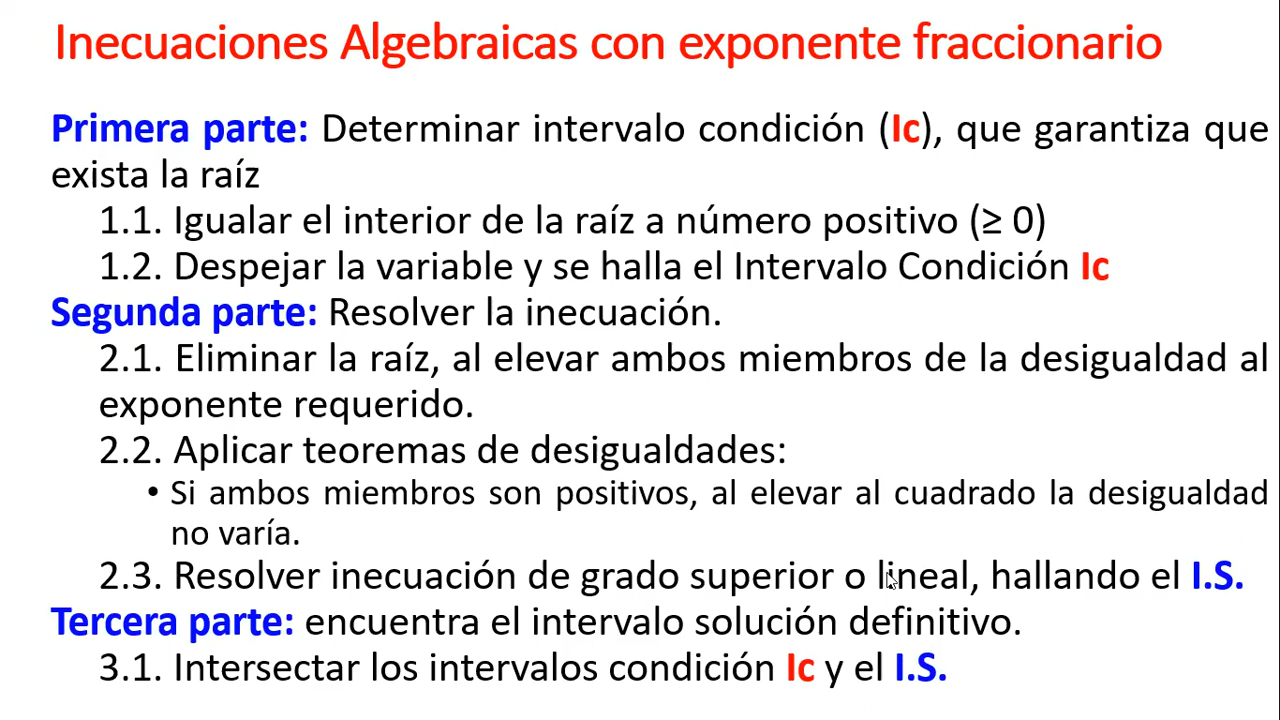 Inecuaciones Algebraicas con exponente fraccionario
Primera parte: Determinar intervalo condición (Ic), que garantiza que
exista la raíz
1.1. Igualar el interior de la raíz a número positivo (≥ 0)
1.2. Despejar la variable y se halla el Intervalo Condición Ic
Segunda parte: Resolver la inecuación.
2.1. Eliminar la raíz, al elevar ambos miembros de la desigualdad al
exponente requerido.
2.2. Aplicar teoremas de desigualdades:
• Si ambos miembros son positivos, al elevar al cuadrado la desigualdad
no varía.
2.3. Resolver inecuación de grado superior o lineal, hallando el I.S.
Tercera parte: encuentra el intervalo solución definitivo.
3.1. Intersectar los intervalos condición Ic y el I.S.